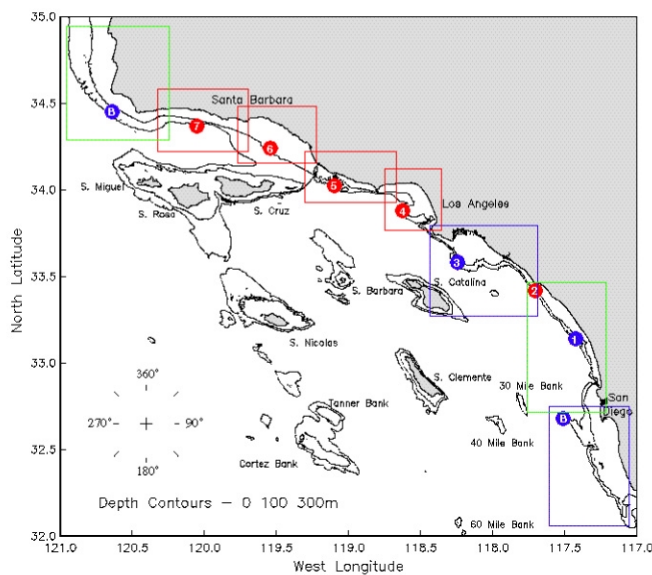 35.0
34.5
34.0
33.5
33.0
32.5
32.0
North Latitude
Santa Barbara
B
7
6
5
4
3
2
1
B
S. Miguel
S. Rosa
S. Cruz
Los Angeles
S. Barbara
S. Catalina
S. Nicolas
S. Clemente
30 Mile Bank
San
Diego
Tanner Bank
40 Mile Bank
Cortez Bank
60 Mile Bank
360°
270°
90°
180°
Depth Contours – 0 100 300m
121.0
120.5
120.0
119.5
119.0
118.5
118.0
117.5
117.0
West Longitude